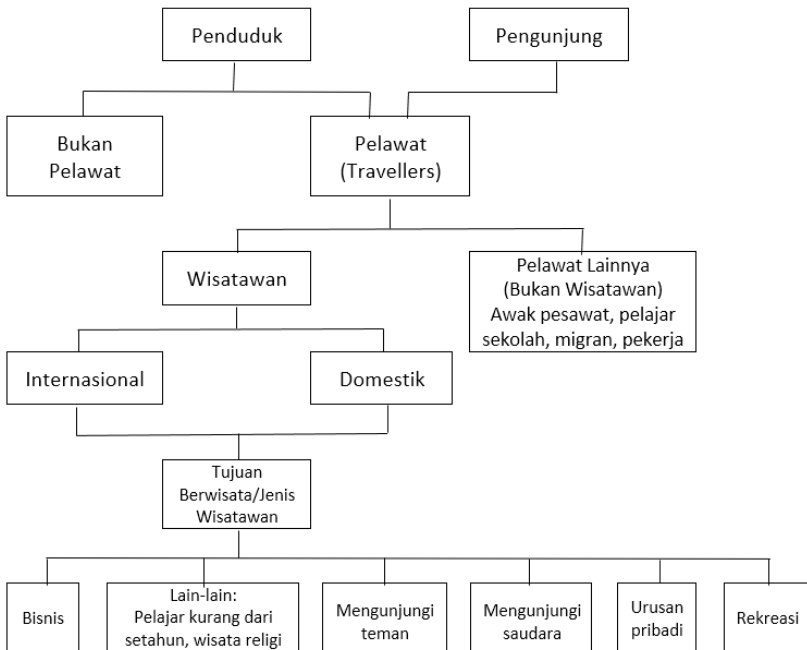 Penduduk
Pengunjung
Bukan
Pelawat
Pelawat
(Travellers)
Wisatawan
Pelawat Lainnya
(Bukan Wisatawan)
Awak pesawat, pelajar
sekolah, migran, pekerja
Internasional
Domestik
Tujuan
Berwisata/Jenis
Wisatawan
Bisnis
Lain-lain:
Pelajar kurang dari
setahun, wisata religi
Mengunjungi
teman
Mengunjungi
saudara
Urusan
pribadi
Rekreasi